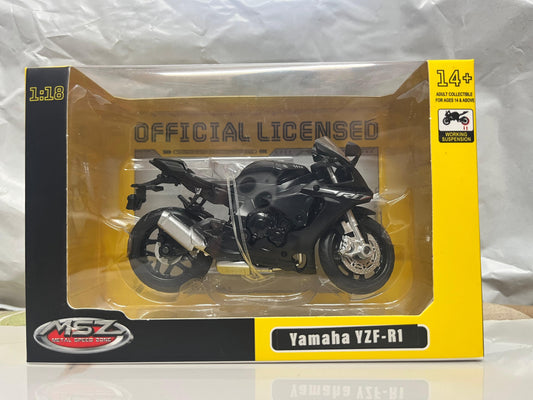 1:18
14+
ADULT COLLECTIBLE
FOR AGES 14 & ABOVE
WORKING
SUSPENSION
OFFICIAL LICENSED
R1
MSZ
METAL SPEED ZONE
Yamaha YZF-R1